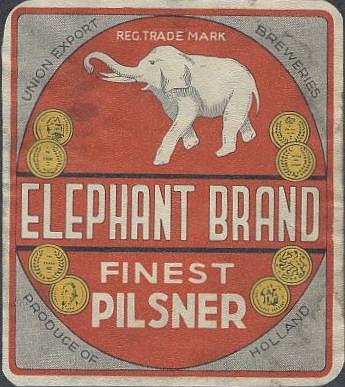 UNION EXPORT BREWERIES
REG. TRADE MARK
ELEPHANT BRAND
FINEST
PILSNER
PRODUCE OF HOLLAND